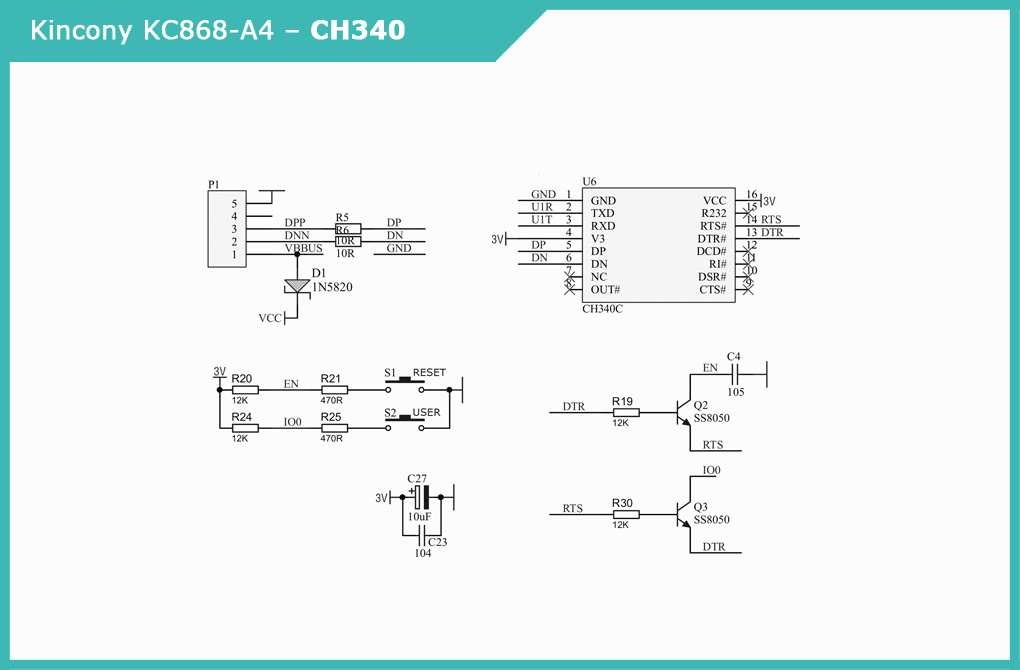 Kincony KC868-A4 – CH340
P1
5
4
3
2
1
DPP
DNN
VBBUS
R5
R6
10R
10R
DP
DN
GND
D1
1N5820
VCC
U6
GND 1
U1R 2
U1T 3
3V 4
DP 5
DN 6
7
8
GND
TXD
RXD
V3
DP
DN
NC
OUT#
VCC
R232
RTS#
DTR#
DCD#
RI#
DSR#
CTS#
16 3V
15
14 RTS
13 DTR
12
11
10
9
CH340C
3V
R20
12K
EN
R21
470R
S1 RESET
R24
12K
IO0
R25
470R
S2 USER
C4
EN
105
DTR
R19
12K
Q2
SS8050
RTS
IO0
RTS
R30
12K
Q3
SS8050
DTR
C27
3V
+
10uF
C23
104